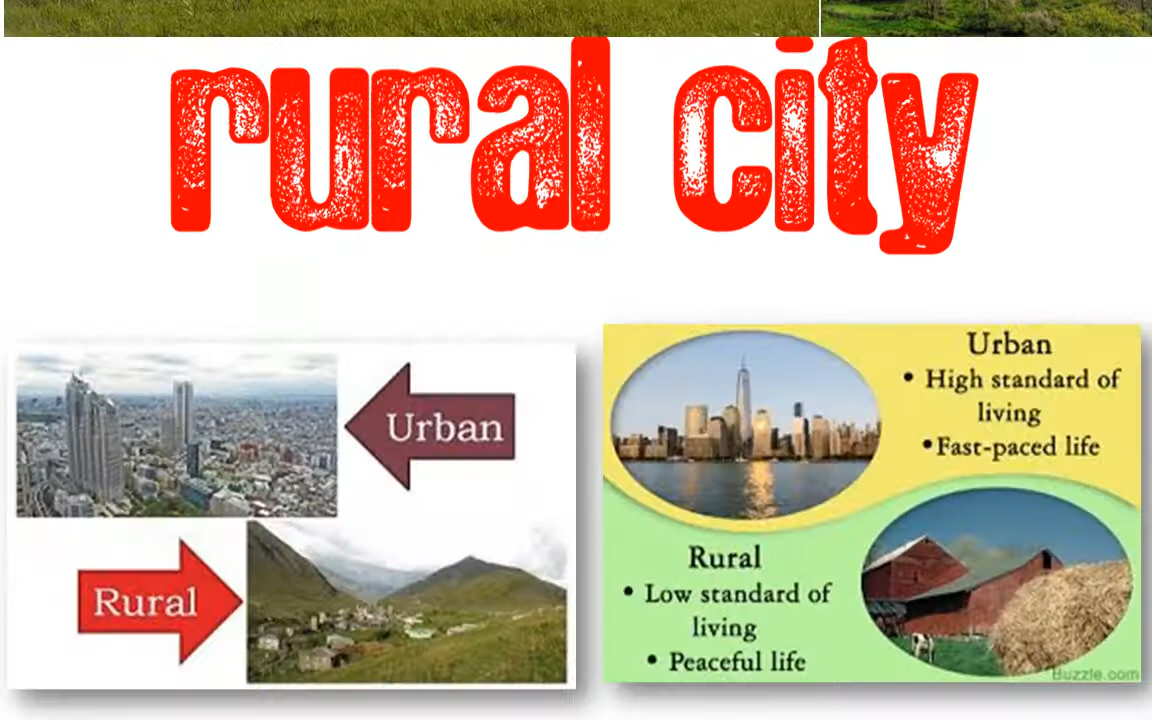 rural city
Urban
Rural
Urban
• High standard of
living
• Fast-paced life
Rural
• Low standard of
living
• Peaceful life
Buzzle.com